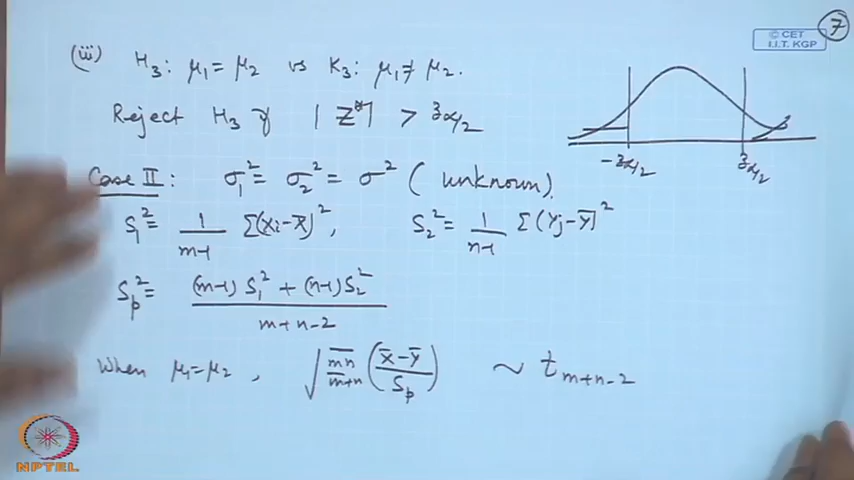 7
© CET
I.I.T. KGP
(iii) H₃: μ₁ = μ₂ vs K₃: μ₁ ≠ μ₂.
Reject H₃ if |Z*| > z_{α/2}
-z_{α/2} z_{α/2}
Case II: σ₁² = σ₂² = σ² (unknown).
S₁² = 1/(m-1) Σ(Xᵢ-X̄)², S₂² = 1/(n-1) Σ(Yⱼ-Ȳ)²
S_p² = ((m-1) S₁² + (n-1) S₂²)/(m+n-2)
When μ₁=μ₂, √(mn/(m+n)) ((X̄-Ȳ)/S_p) ~ t_{m+n-2}
NPTEL